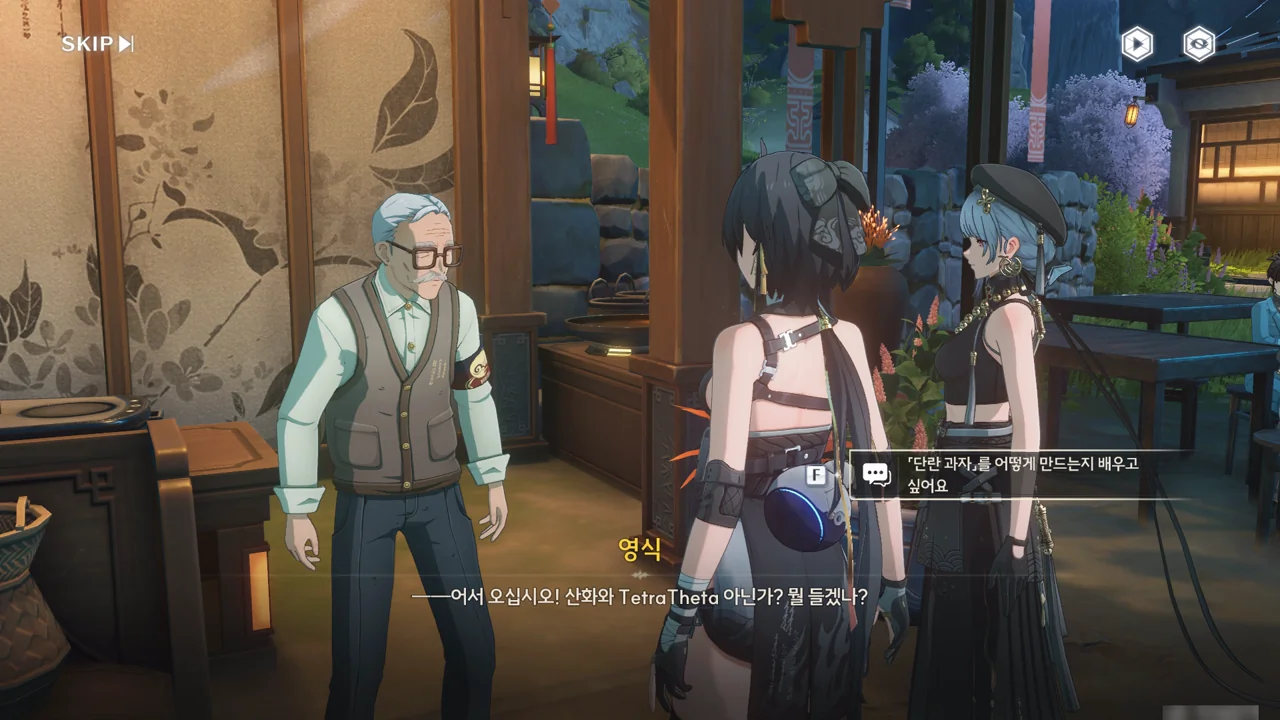 SKIP
F
「단란 과자」를 어떻게 만드는지 배우고
싶어요
영식
──어서 오십시오! 산화와 TetraTheta 아닌가? 뭘 들겠나?